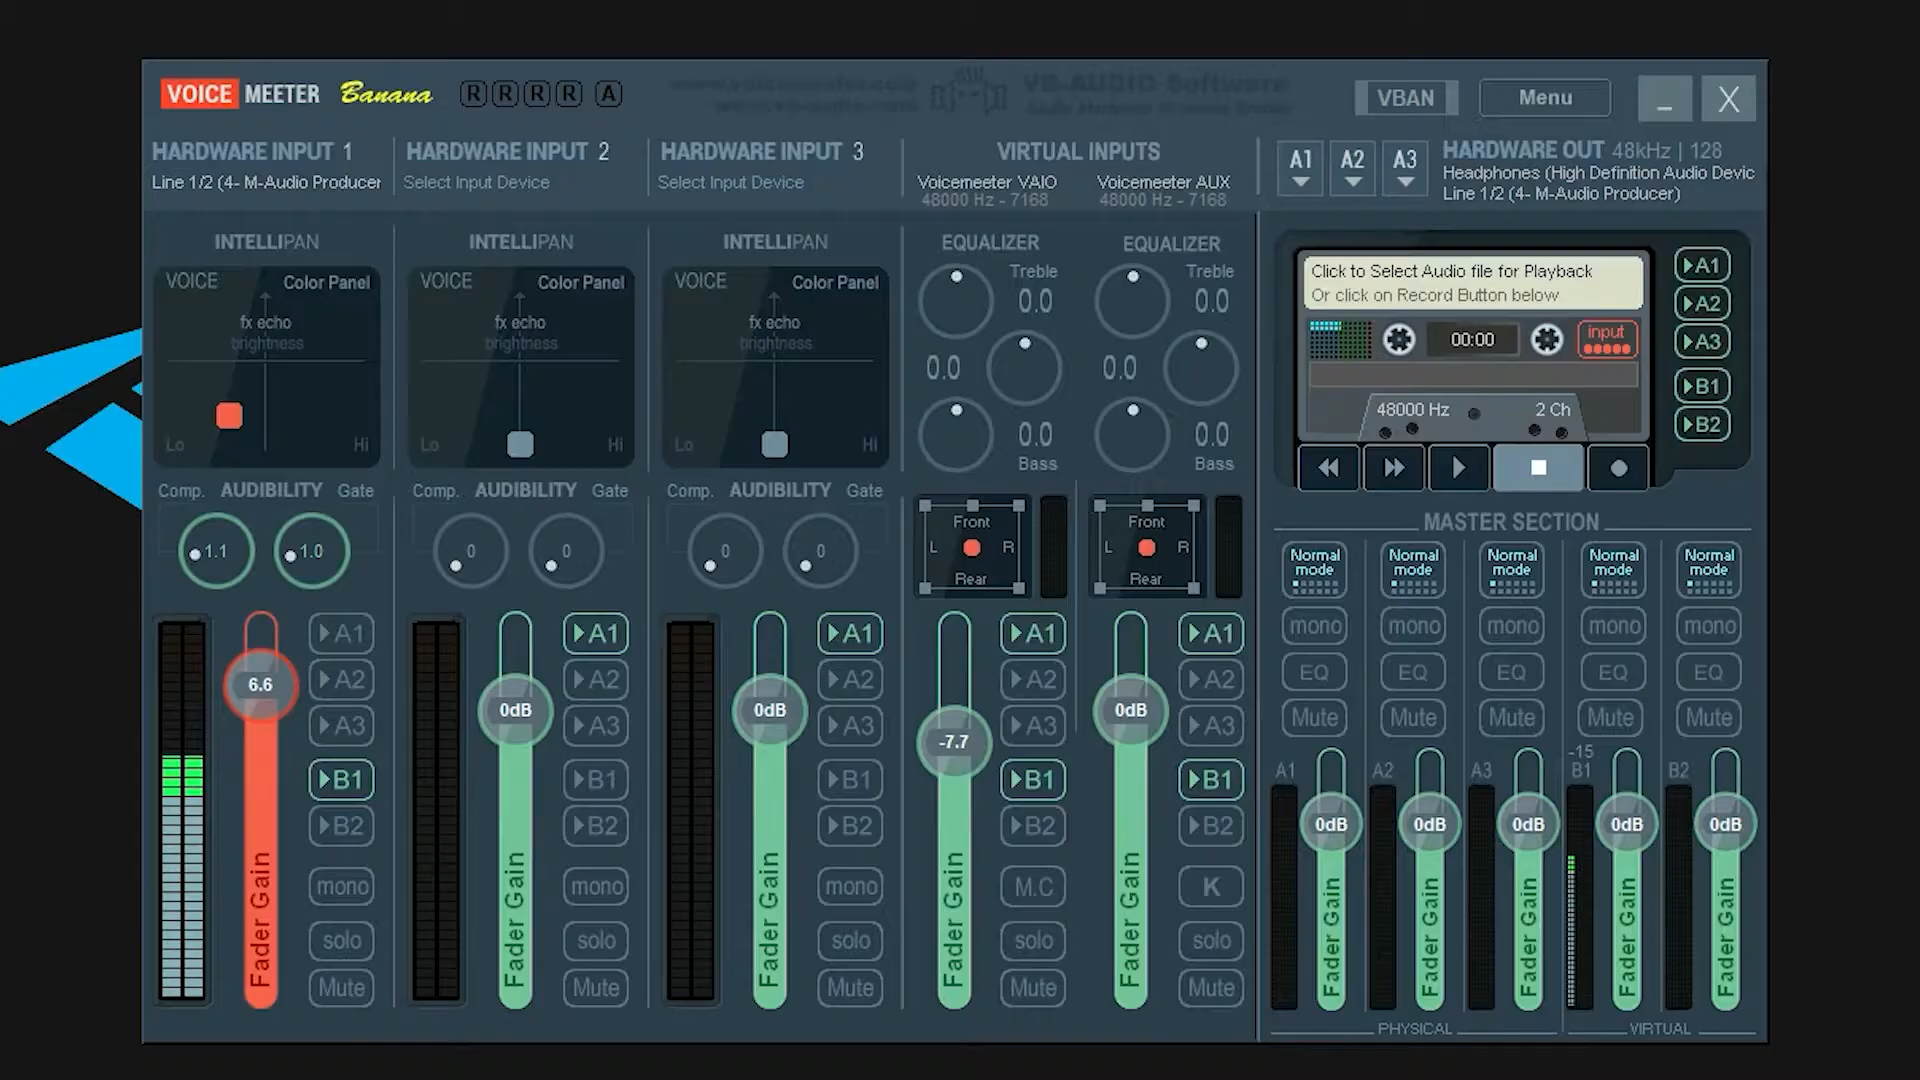 VOICE MEETER Banana R R R R A VBAN Menu _ X
HARDWARE INPUT 1
Line 1/2 (4- M-Audio Producer
HARDWARE INPUT 2
Select Input Device
HARDWARE INPUT 3
Select Input Device
VIRTUAL INPUTS
Voicemeeter VAIO
48000 Hz - 7168
Voicemeeter AUX
48000 Hz - 7168
A1 A2 A3
HARDWARE OUT 48kHz | 128
Headphones (High Definition Audio Devic
Line 1/2 (4- M-Audio Producer)
INTELLIPAN
VOICE Color Panel
fx echo
brightness
Lo Hi
Comp. AUDIBILITY Gate
1.1 1.0
6.6
Fader Gain
A1
A2
A3
B1
B2
mono
solo
Mute
INTELLIPAN
VOICE Color Panel
fx echo
brightness
Lo Hi
Comp. AUDIBILITY Gate
0 0
0dB
Fader Gain
A1
A2
A3
B1
B2
mono
solo
Mute
INTELLIPAN
VOICE Color Panel
fx echo
brightness
Lo Hi
Comp. AUDIBILITY Gate
0 0
0dB
Fader Gain
A1
A2
A3
B1
B2
mono
solo
Mute
EQUALIZER
Treble
0.0
0.0
0.0
Bass
Front
L R
Rear
-7.7
Fader Gain
A1
A2
A3
B1
B2
M.C
solo
Mute
EQUALIZER
Treble
0.0
0.0
0.0
Bass
Front
L R
Rear
0dB
Fader Gain
A1
A2
A3
B1
B2
K
solo
Mute
Click to Select Audio file for Playback
Or click on Record Button below
00:00 input
48000 Hz 2 Ch
A1
A2
A3
B1
B2
MASTER SECTION
Normal mode Normal mode Normal mode Normal mode Normal mode
mono mono mono mono mono
EQ EQ EQ EQ EQ
Mute Mute Mute Mute Mute
-15
A1 A2 A3 B1 B2
0dB 0dB 0dB 0dB 0dB
Fader Gain Fader Gain Fader Gain Fader Gain Fader Gain
PHYSICAL VIRTUAL